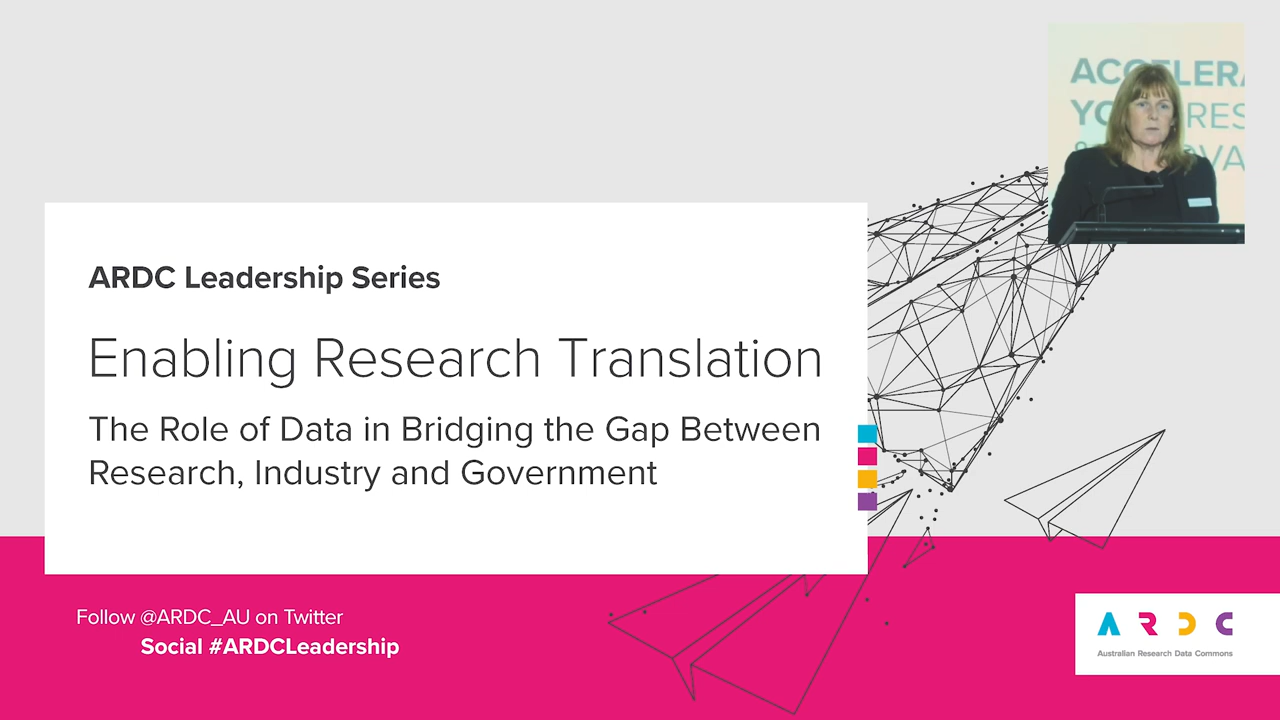 ARDC Leadership Series
Enabling Research Translation
The Role of Data in Bridging the Gap Between
Research, Industry and Government
Follow @ARDC_AU on Twitter
Social #ARDCLeadership
ARDC
Australian Research Data Commons